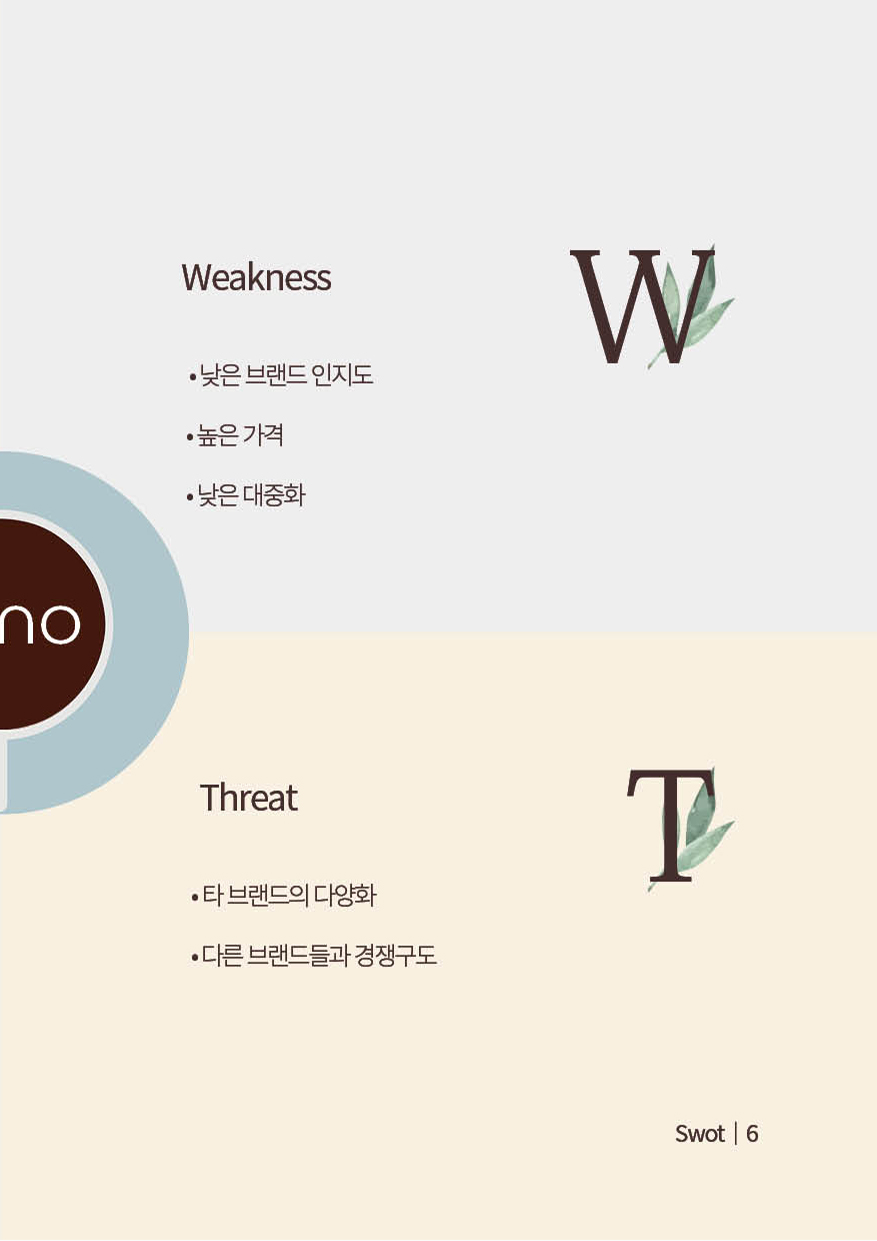 Weakness
W
• 낮은 브랜드 인지도
• 높은 가격
• 낮은 대중화
no
Threat
T
• 타 브랜드의 다양화
• 다른 브랜드들과 경쟁구도
Swot | 6